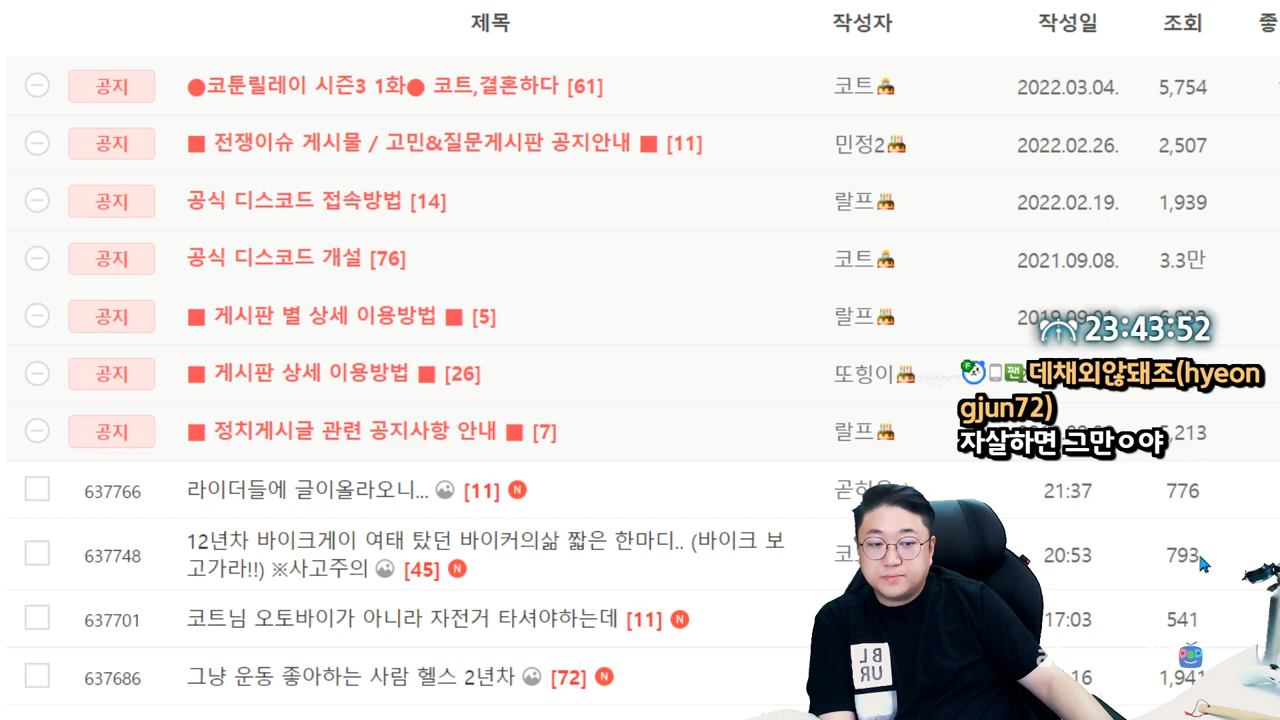 제목 작성자 작성일 조회 좋
공지 ●코툰릴레이 시즌3 1화● 코트,결혼하다 [61] 코트 2022.03.04. 5,754
공지 ■ 전쟁이슈 게시물 / 고민&질문게시판 공지안내 ■ [11] 민정2 2022.02.26. 2,507
공지 공식 디스코드 접속방법 [14] 랄프 2022.02.19. 1,939
공지 공식 디스코드 개설 [76] 코트 2021.09.08. 3.3만
공지 ■ 게시판 별 상세 이용방법 ■ [5] 랄프
23:43:52
공지 ■ 게시판 상세 이용방법 ■ [26] 또힝이
팬 데채외않돼조(hyeon
gjun72)
공지 ■ 정치게시글 관련 공지사항 안내 ■ [7] 랄프 5,213
자살하면 그만ㅇ야
637766 라이더들에 글이올라오니... [11] N 21:37 776
637748 12년차 바이크게이 여태 탔던 바이커의삶 짧은 한마디.. (바이크 보
고가라!!) ※사고주의 [45] N 20:53 793
637701 코트님 오토바이가 아니라 자전거 타셔야하는데 [11] N 17:03 541
637686 그냥 운동 좋아하는 사람 헬스 2년차 [72] N :16 1,941
BL
UR